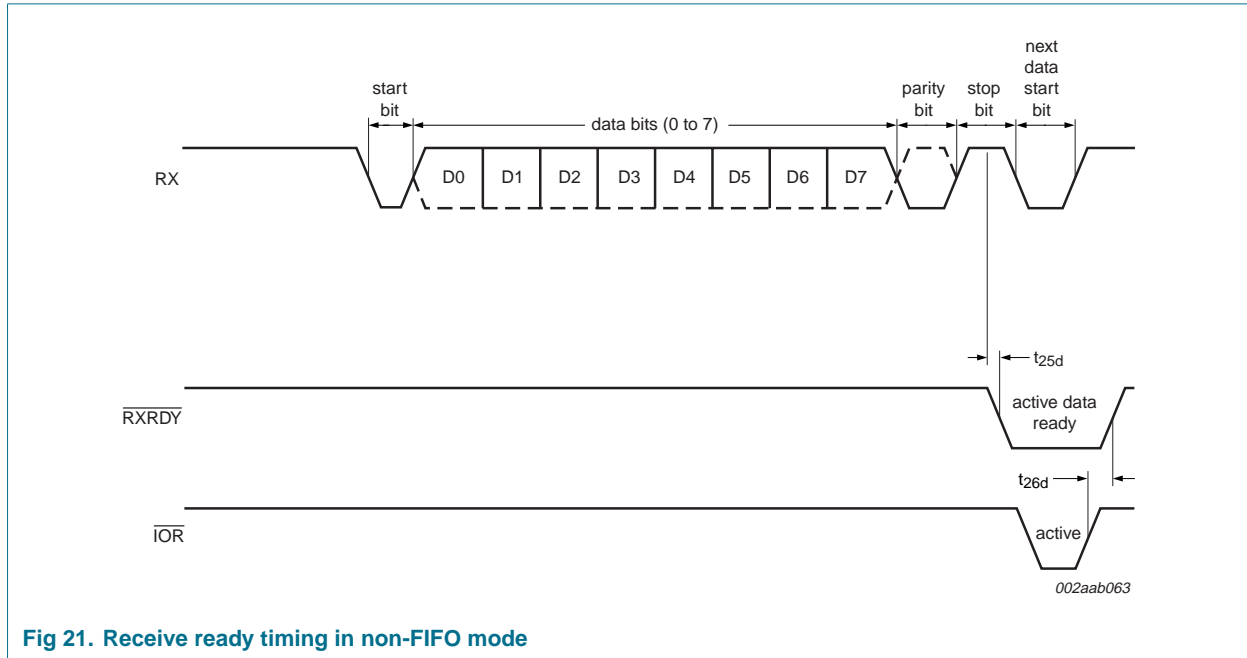 next
data
start
bit
start
bit
parity
bit
stop
bit
data bits (0 to 7)
RX
D0
D1
D2
D3
D4
D5
D6
D7
t25d
RXRDY
active data
ready
t26d
IOR
active
002aab063
Fig 21. Receive ready timing in non-FIFO mode